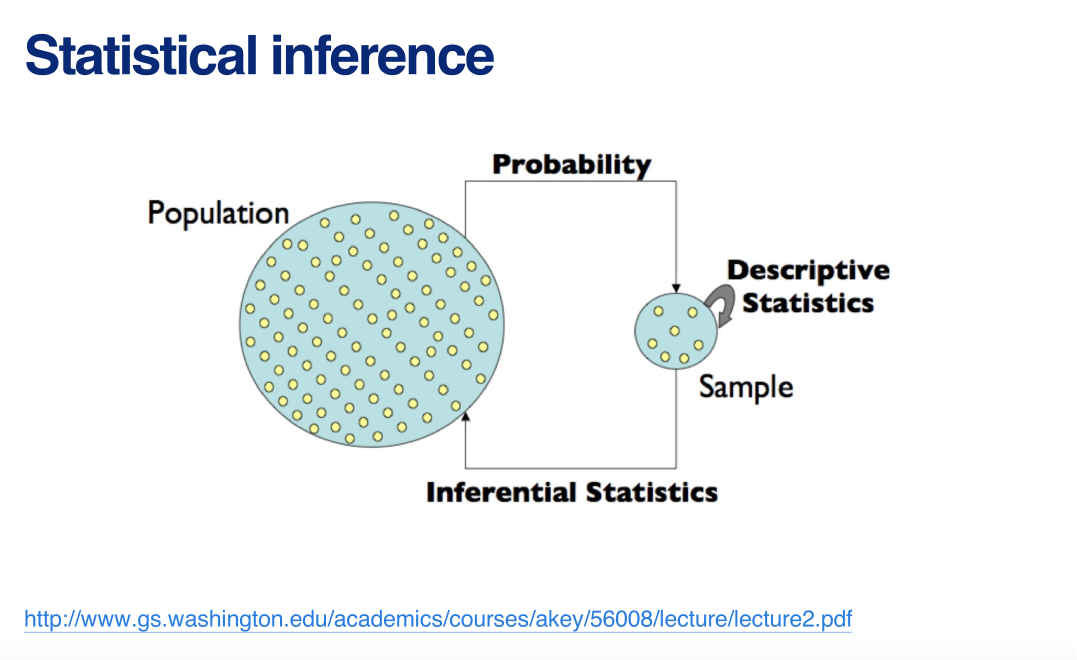 Statistical inference
Probability
Population
Descriptive
Statistics
Sample
Inferential Statistics
http://www.gs.washington.edu/academics/courses/akey/56008/lecture/lecture2.pdf